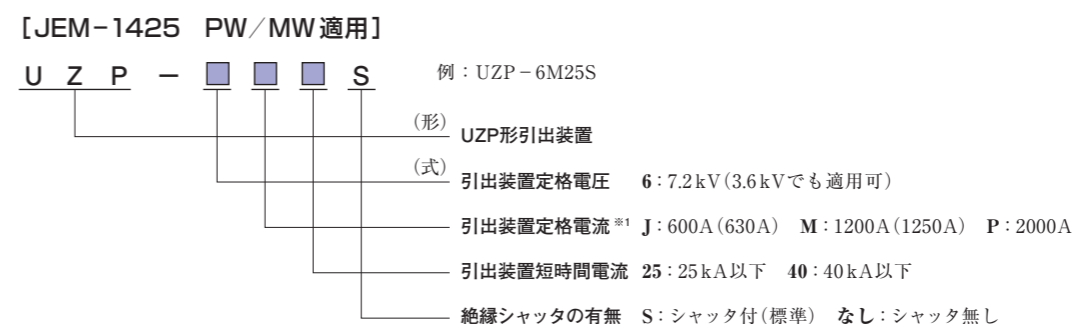 [JEM-1425 PW/MW適用]
UZP-□□□S 例：UZP-6M25S
(形) UZP形引出装置
(式) 引出装置定格電圧 6：7.2kV(3.6kVでも適用可)
引出装置定格電流※1 J：600A(630A) M：1200A(1250A) P：2000A
引出装置短時間電流 25：25kA以下 40：40kA以下
絶縁シャッタの有無 S：シャッタ付(標準) なし：シャッタ無し